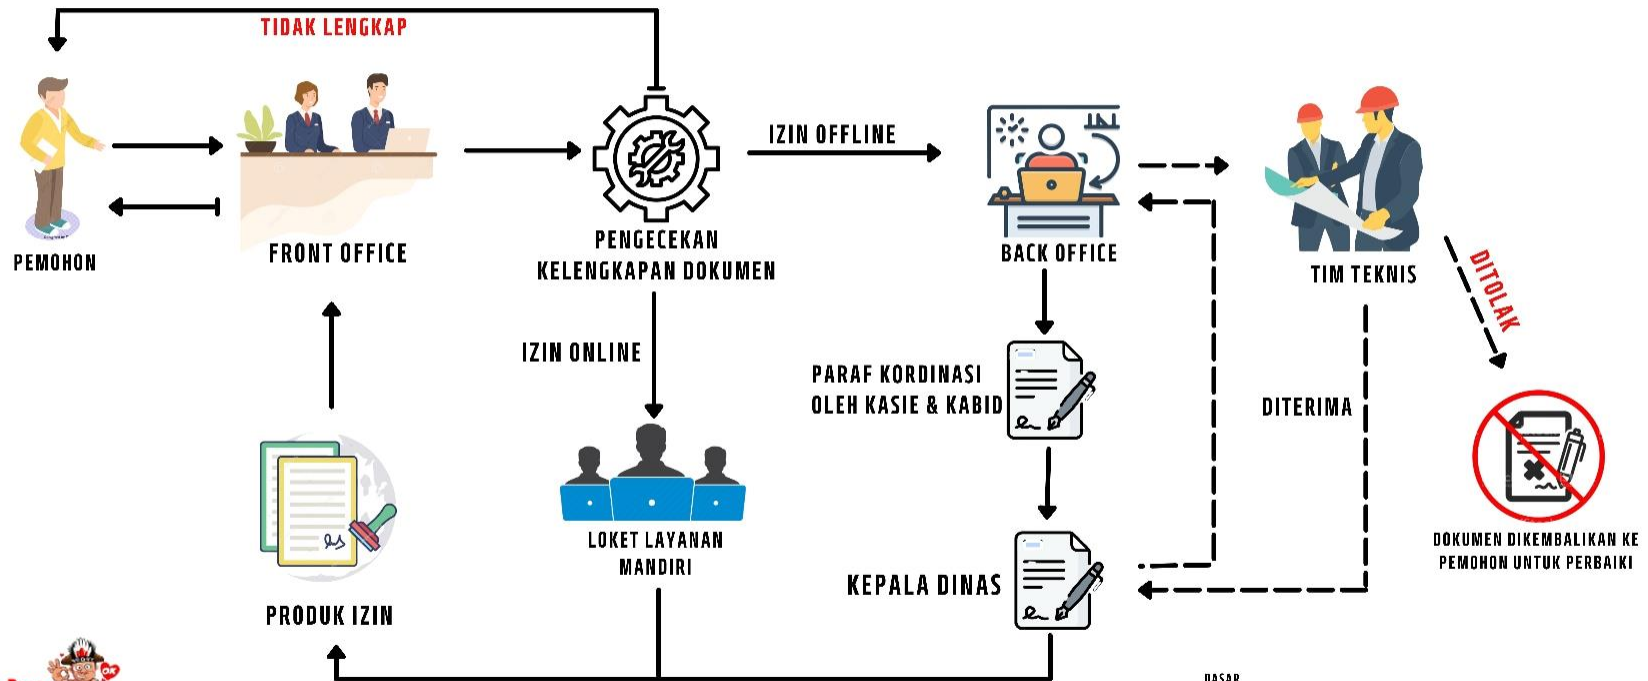 TIDAK LENGKAP
PEMOHON
FRONT OFFICE
PENGECEKAN
KELENGKAPAN DOKUMEN
IZIN OFFLINE
BACK OFFICE
TIM TEKNIS
DITOLAK
IZIN ONLINE
PARAF KORDINASI
OLEH KASIE & KABID
DITERIMA
LOKET LAYANAN
MANDIRI
DOKUMEN DIKEMBALIKAN KE
PEMOHON UNTUK PERBAIKI
KEPALA DINAS
PRODUK IZIN
OK
DASAR